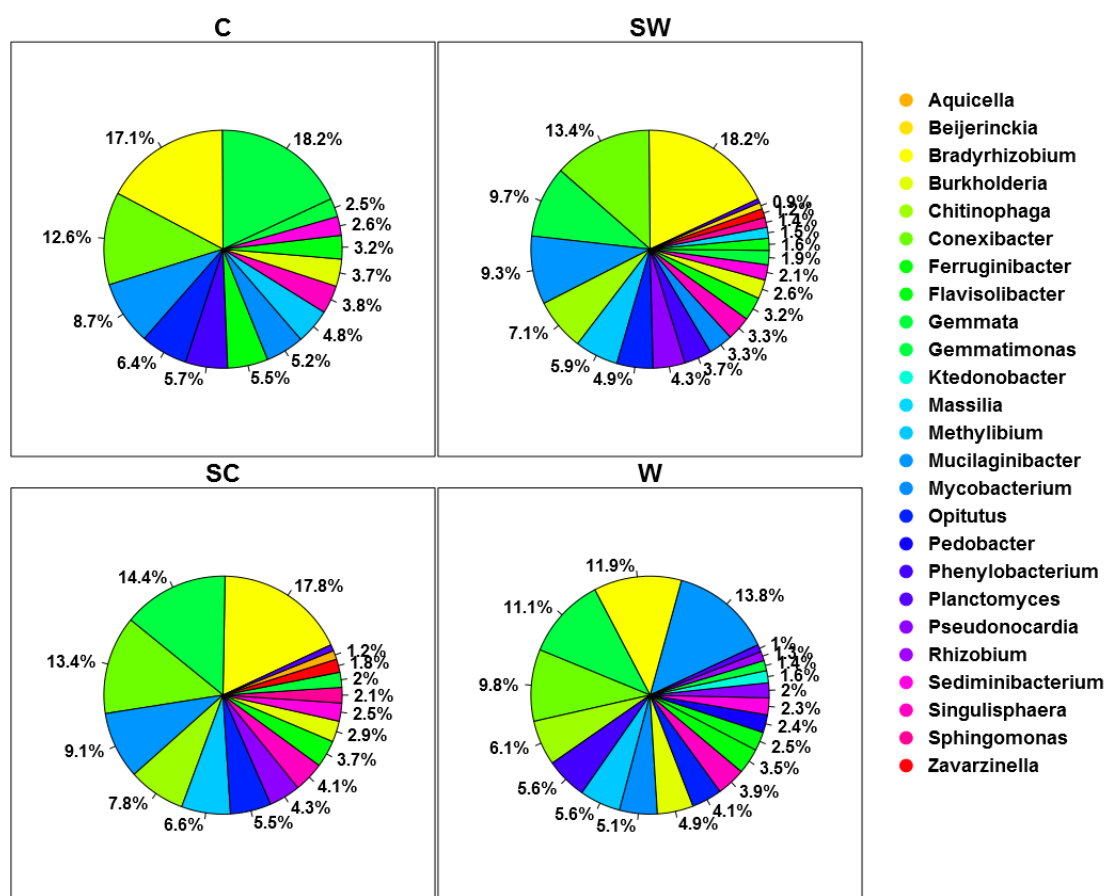 C
18.2%
2.5%
2.6%
3.2%
3.7%
3.8%
4.8%
5.2%
5.5%
5.7%
6.4%
8.7%
12.6%
17.1%
SW
18.2%
0.9%
1.2%
1.4%
1.5%
1.6%
1.9%
2.1%
2.6%
3.2%
3.3%
3.3%
3.7%
4.3%
4.9%
5.9%
7.1%
9.3%
9.7%
13.4%
SC
17.8%
1.2%
1.8%
2%
2.1%
2.5%
2.9%
3.7%
4.1%
4.3%
5.5%
6.6%
7.8%
9.1%
13.4%
14.4%
W
13.8%
1%
1.3%
1.4%
1.6%
2%
2.3%
2.4%
2.5%
3.5%
3.9%
4.1%
4.9%
5.1%
5.6%
5.6%
6.1%
9.8%
11.1%
11.9%
Aquicella
Beijerinckia
Bradyrhizobium
Burkholderia
Chitinophaga
Conexibacter
Ferruginibacter
Flavisolibacter
Gemmata
Gemmatimonas
Ktedonobacter
Massilia
Methylibium
Mucilaginibacter
Mycobacterium
Opitutus
Pedobacter
Phenylobacterium
Planctomyces
Pseudonocardia
Rhizobium
Sediminibacterium
Singulisphaera
Sphingomonas
Zavarzinella